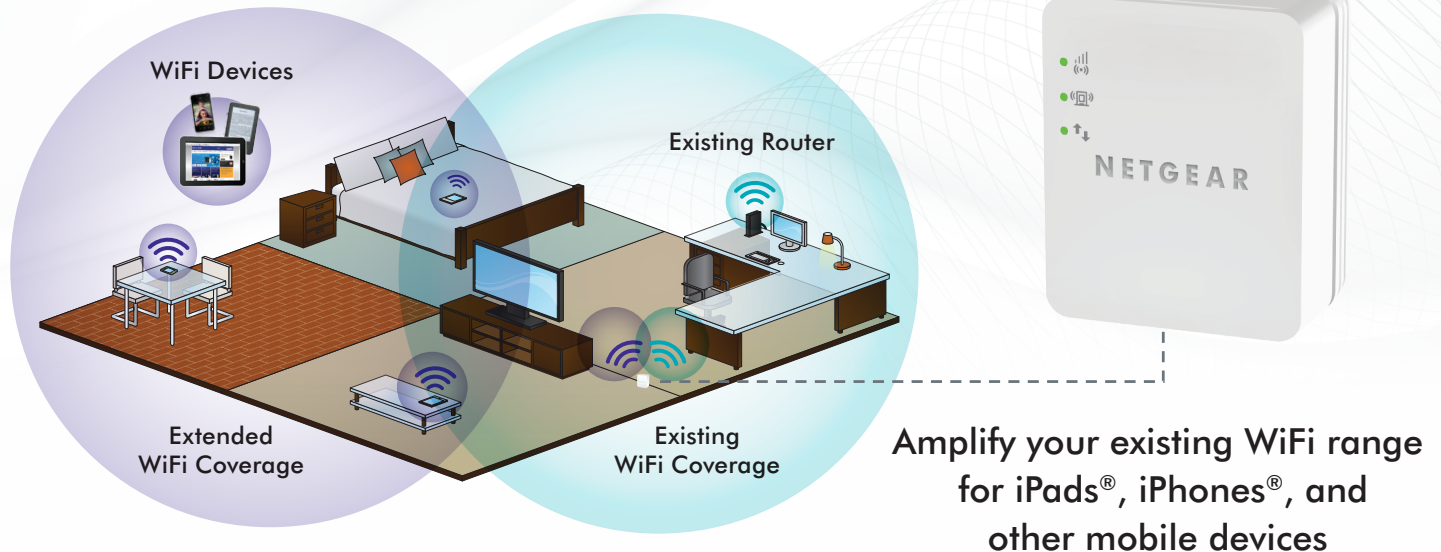 WiFi Devices
Existing Router
NETGEAR
Extended
WiFi Coverage
Existing
WiFi Coverage
Amplify your existing WiFi range
for iPads®, iPhones®, and
other mobile devices